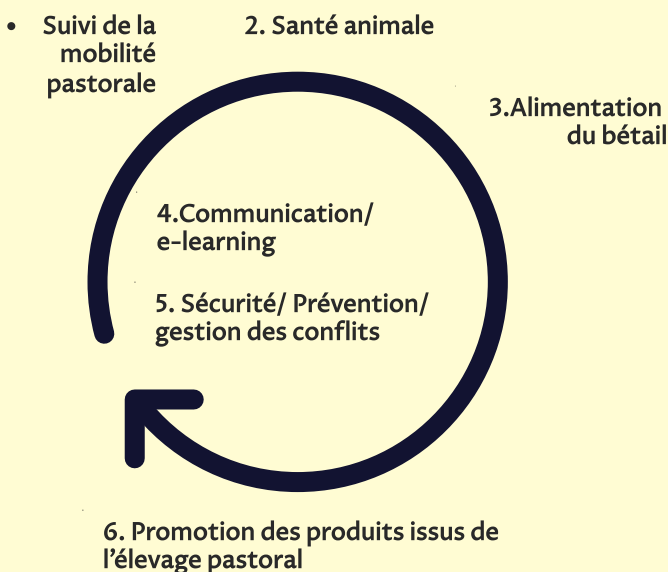 • Suivi de la
mobilité
pastorale
2. Santé animale
3.Alimentation
du bétail
4.Communication/
e-learning
5. Sécurité/ Prévention/
gestion des conflits
6. Promotion des produits issus de
l’élevage pastoral